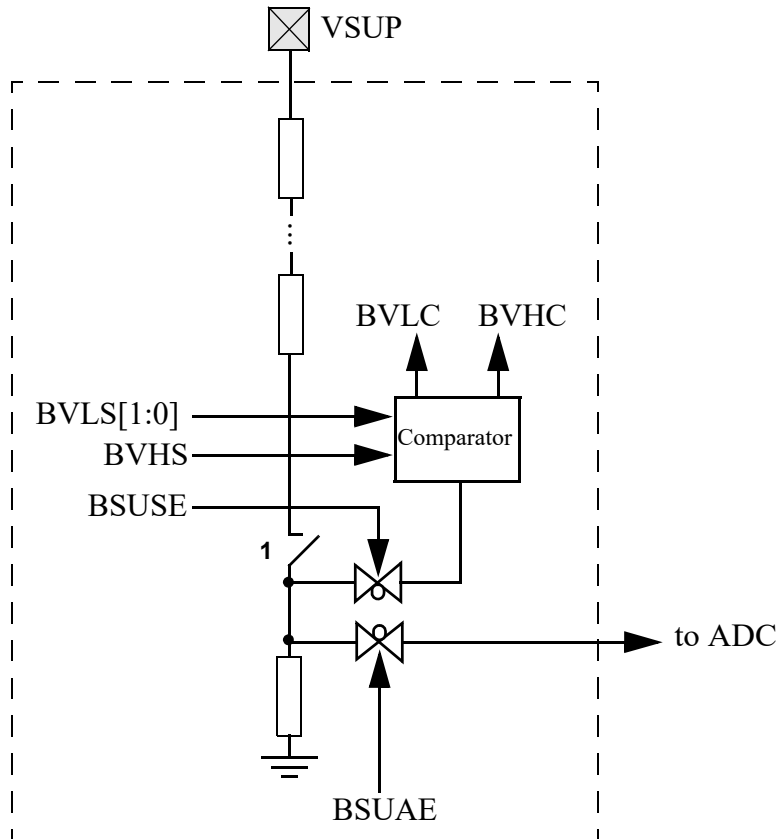 VSUP
BVLC
BVHC
BVLS[1:0]
Comparator
BVHS
BSUSE
1
to ADC
BSUAE